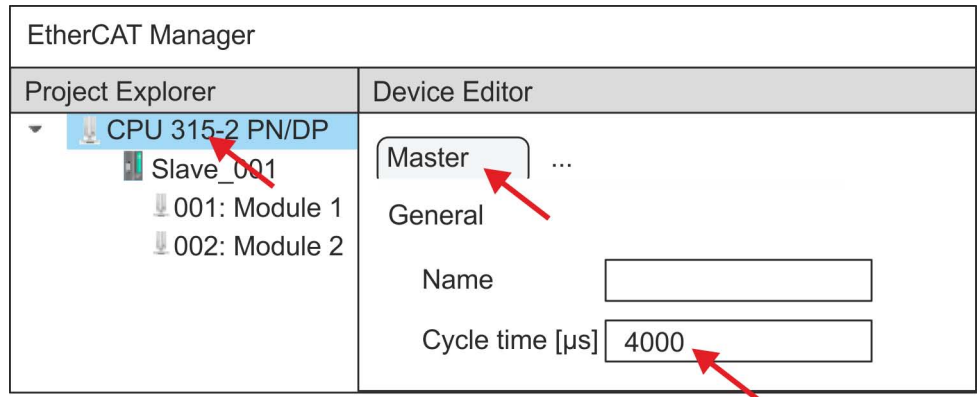 EtherCAT Manager
Project Explorer
CPU 315-2 PN/DP
Slave_001
001: Module 1
002: Module 2
Device Editor
Master ...
General
Name
Cycle time [µs] 4000